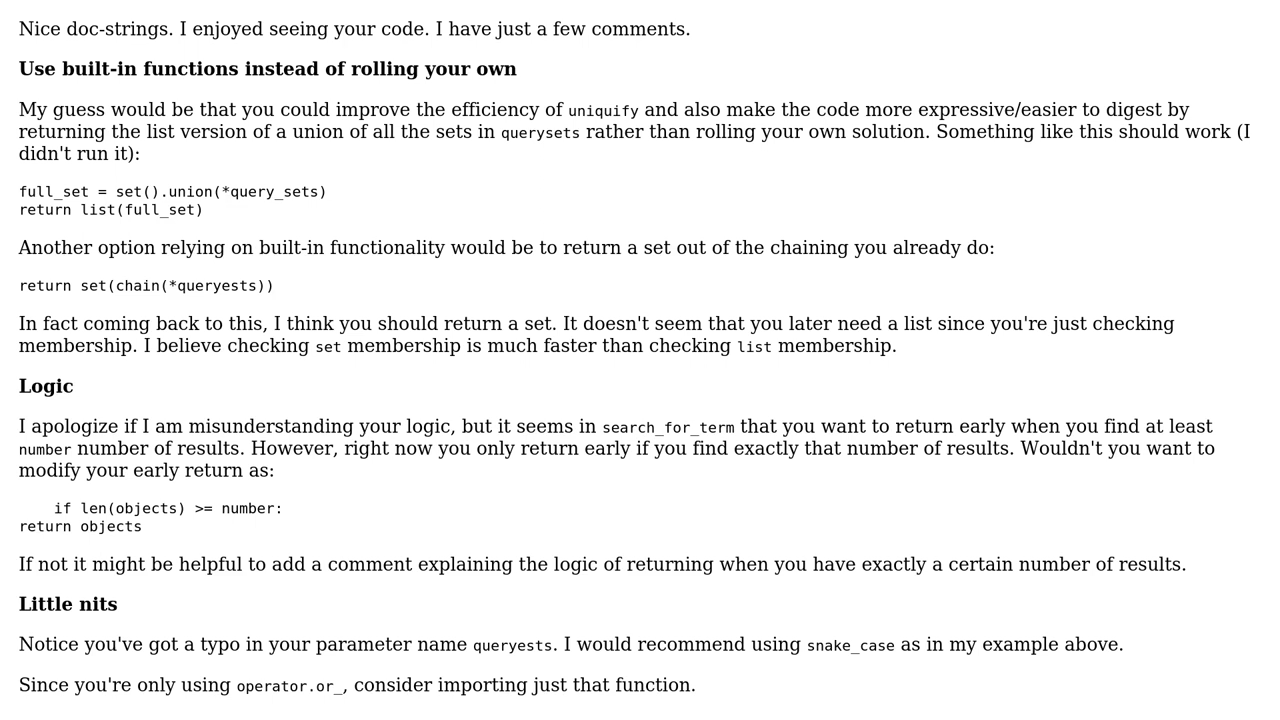 Nice doc-strings. I enjoyed seeing your code. I have just a few comments.
Use built-in functions instead of rolling your own
My guess would be that you could improve the efficiency of uniquify and also make the code more expressive/easier to digest by
returning the list version of a union of all the sets in querysets rather than rolling your own solution. Something like this should work (I
didn't run it):
full_set = set().union(*query_sets)
return list(full_set)
Another option relying on built-in functionality would be to return a set out of the chaining you already do:
return set(chain(*queryests))
In fact coming back to this, I think you should return a set. It doesn't seem that you later need a list since you're just checking
membership. I believe checking set membership is much faster than checking list membership.
Logic
I apologize if I am misunderstanding your logic, but it seems in search_for_term that you want to return early when you find at least
number number of results. However, right now you only return early if you find exactly that number of results. Wouldn't you want to
modify your early return as:
    if len(objects) >= number:
return objects
If not it might be helpful to add a comment explaining the logic of returning when you have exactly a certain number of results.
Little nits
Notice you've got a typo in your parameter name queryests. I would recommend using snake_case as in my example above.
Since you're only using operator.or_, consider importing just that function.